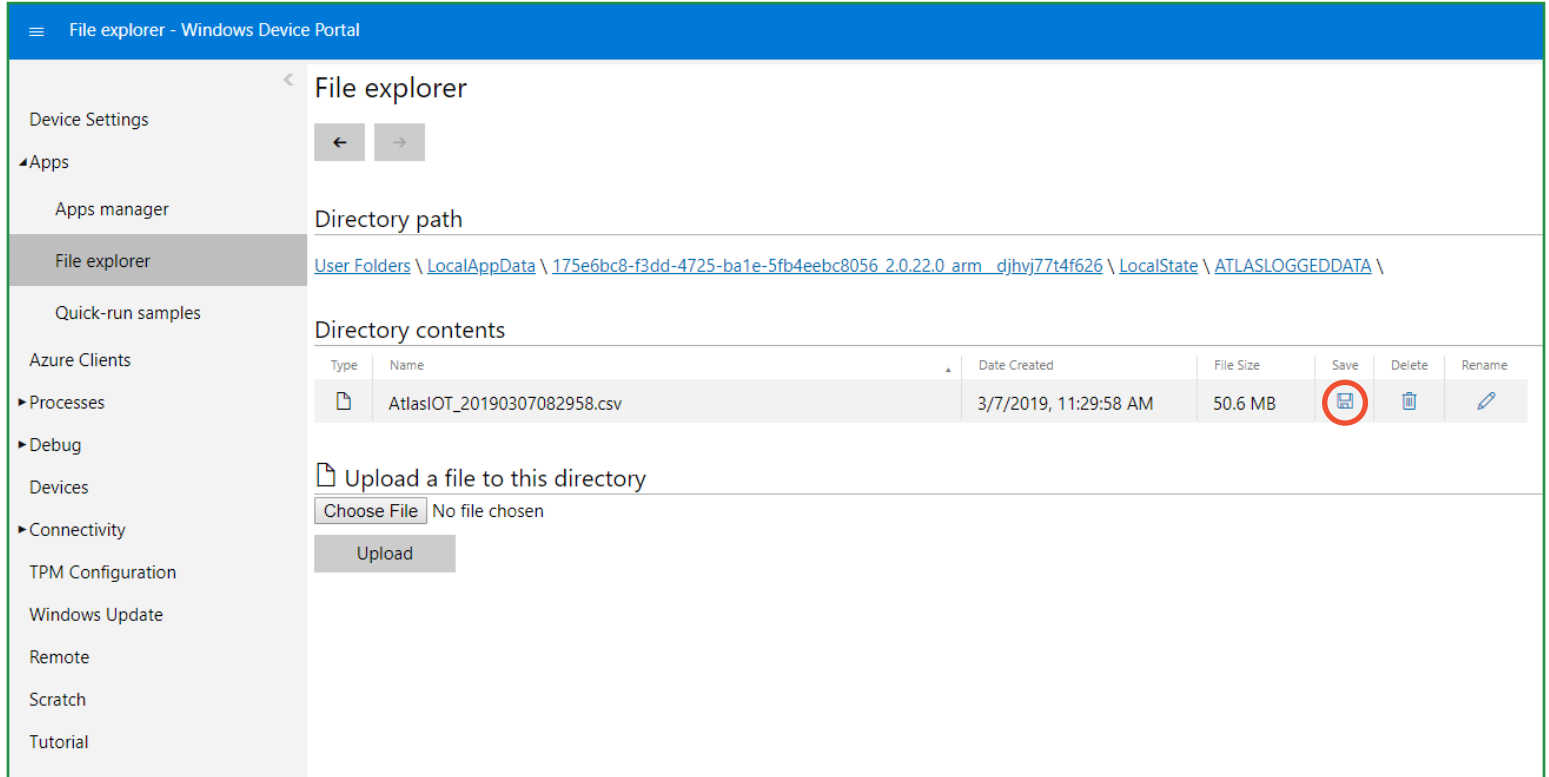 File explorer - Windows Device Portal
Device Settings
Apps
Apps manager
File explorer
Quick-run samples
Azure Clients
Processes
Debug
Devices
Connectivity
TPM Configuration
Windows Update
Remote
Scratch
Tutorial
File explorer
Directory path
User Folders \ LocalAppData \ 175e6bc8-f3dd-4725-ba1e-5fb4eebc8056_2.0.22.0_arm__djhvj77t4f626 \ LocalState \ ATLASLOGGEDDATA \
Directory contents
Type Name Date Created File Size Save Delete Rename
AtlasIOT_20190307082958.csv 3/7/2019, 11:29:58 AM 50.6 MB
Upload a file to this directory
Choose File No file chosen
Upload